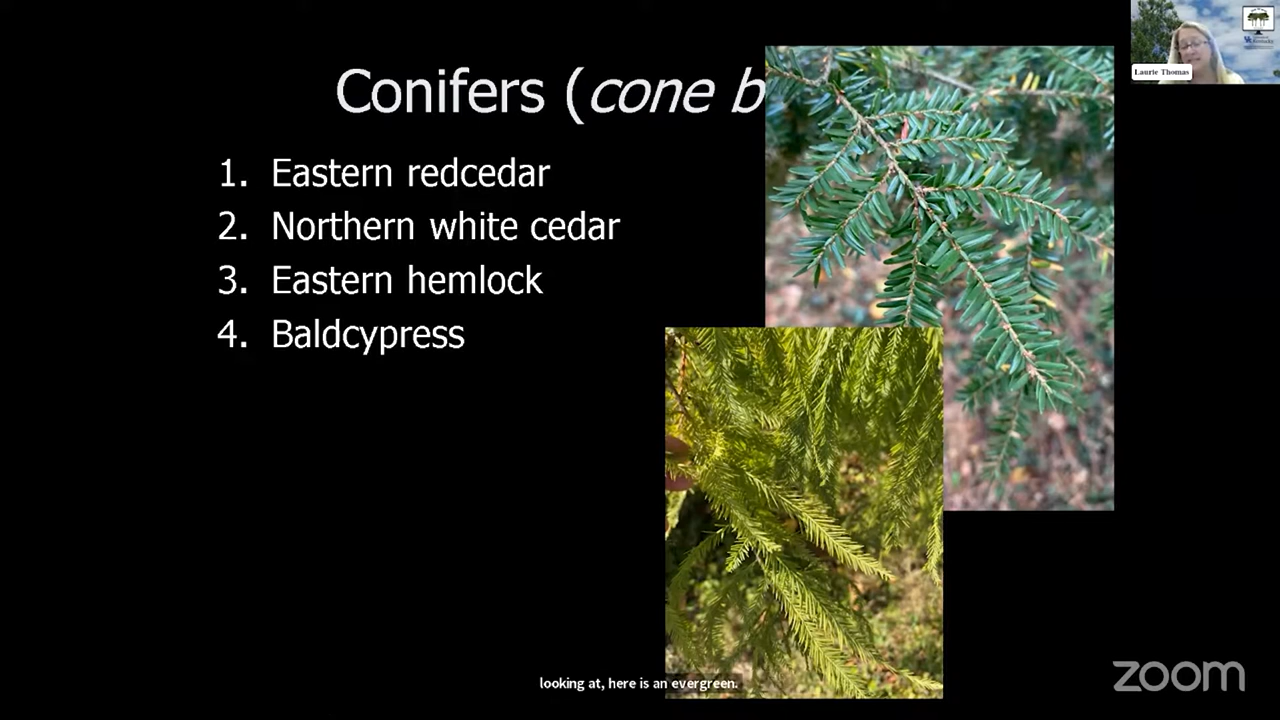 Conifers (cone b
1. Eastern redcedar
2. Northern white cedar
3. Eastern hemlock
4. Baldcypress
Laurie Thomas
looking at, here is an evergreen.
zoom